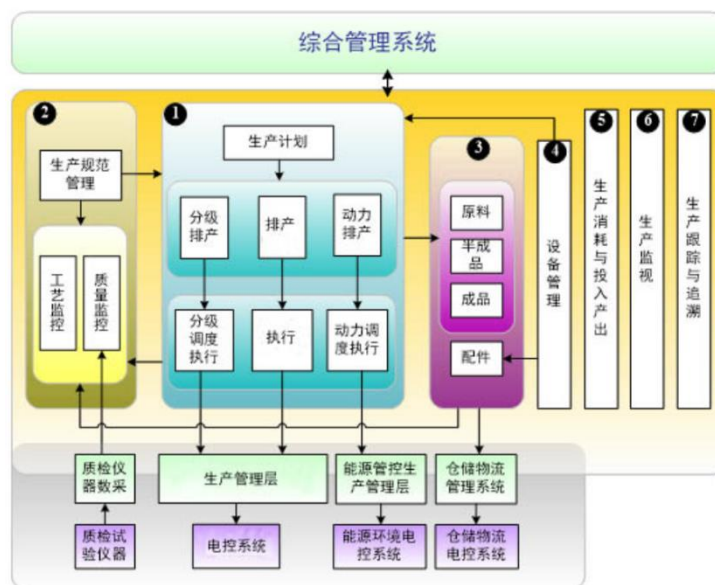 综合管理系统
2
生产规范
管理
工艺监控
质量监控
1
生产计划
分级
排产
排产
动力
排产
分级
调度
执行
执行
动力调
度执行
3
原料
半成
品
成品
配件
4
设备管理
5
生产消耗与投入产出
6
生产监视
7
生产跟踪与追溯
质检仪
器数采
生产管理层
能源管控生
产管理层
仓储物流
管理系统
质检试
验仪器
电控系统
能源环境电
控系统
仓储物流
电控系统